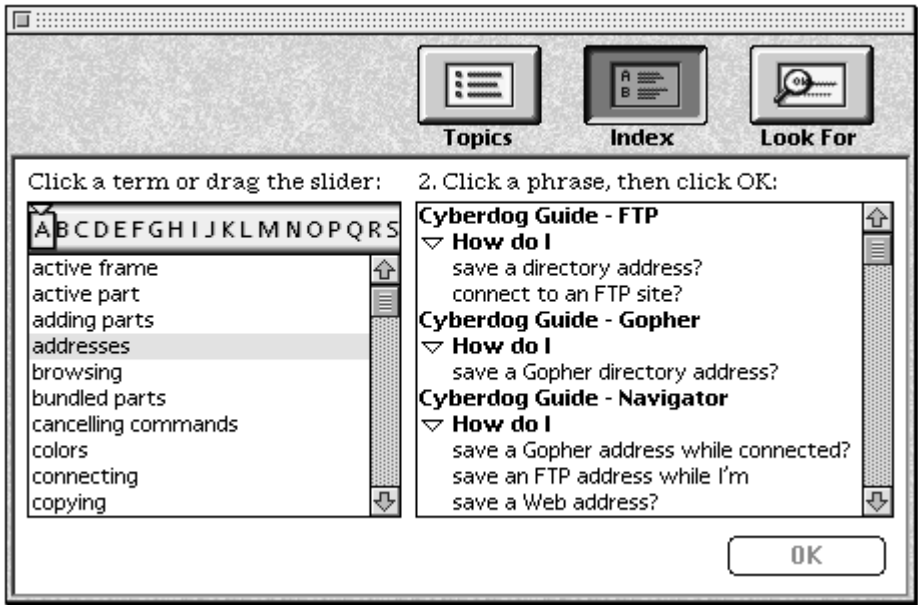 Topics
Index
Look For
Click a term or drag the slider:
2. Click a phrase, then click OK:
A B C D E F G H I J K L M N O P Q R S
active frame
active part
adding parts
addresses
browsing
bundled parts
cancelling commands
colors
connecting
copying
Cyberdog Guide - FTP
How do I
save a directory address?
connect to an FTP site?
Cyberdog Guide - Gopher
How do I
save a Gopher directory address?
Cyberdog Guide - Navigator
How do I
save a Gopher address while connected?
save an FTP address while I'm
save a Web address?
OK